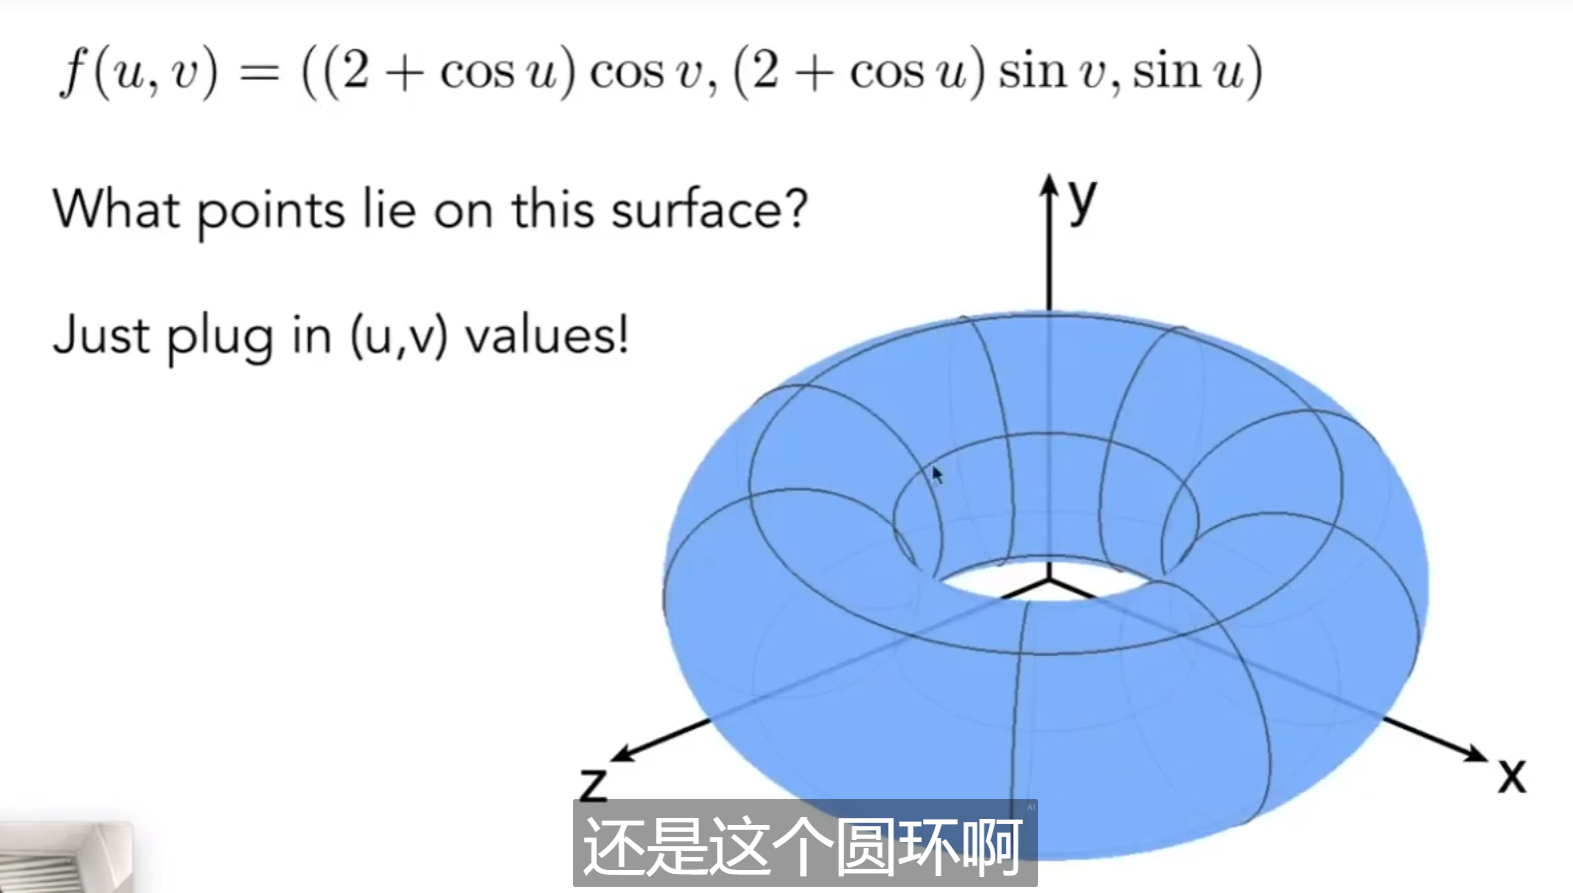 f(u, v) = ((2 + cos u) cos v, (2 + cos u) sin v, sin u)
What points lie on this surface?
Just plug in (u,v) values!
y
z
x
AI
还是这个圆环啊